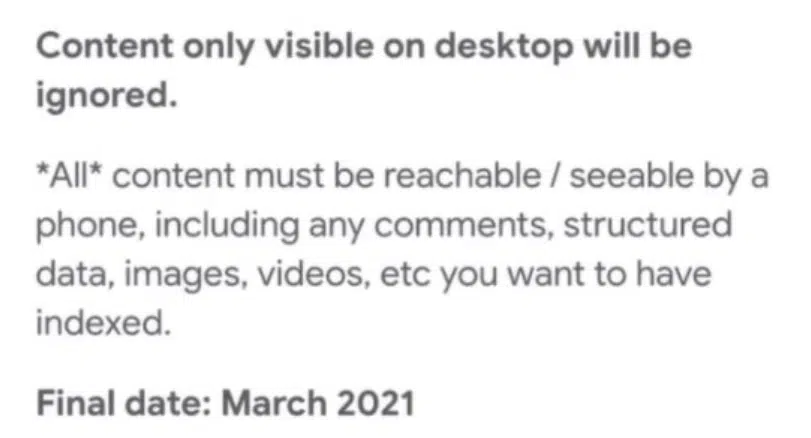 Content only visible on desktop will be
ignored.
*All* content must be reachable / seeable by a
phone, including any comments, structured
data, images, videos, etc you want to have
indexed.
Final date: March 2021